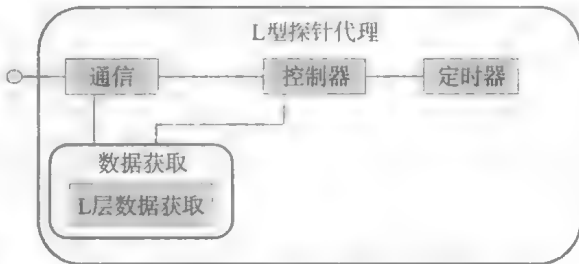 L型探针代理
通信
控制器
定时器
数据获取
L层数据获取